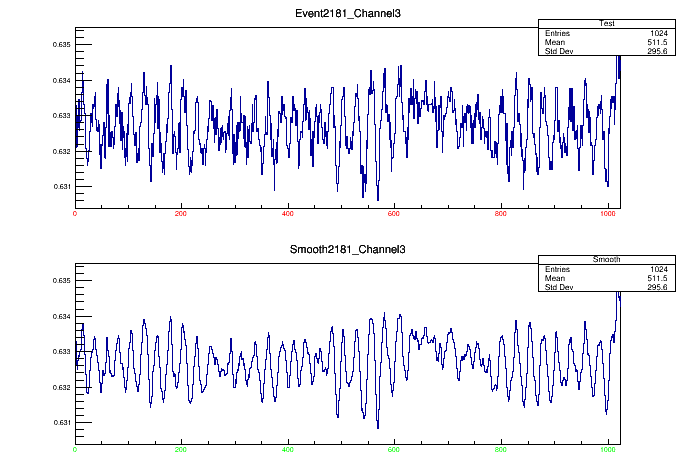 Event2181_Channel3
Test
Entries 1024
Mean 511.5
Std Dev 295.6
0.635
0.634
0.633
0.632
0.631
0 200 400 600 800 1000
Smooth2181_Channel3
Smooth
Entries 1024
Mean 511.5
Std Dev 295.6
0.635
0.634
0.633
0.632
0.631
0 200 400 600 800 1000